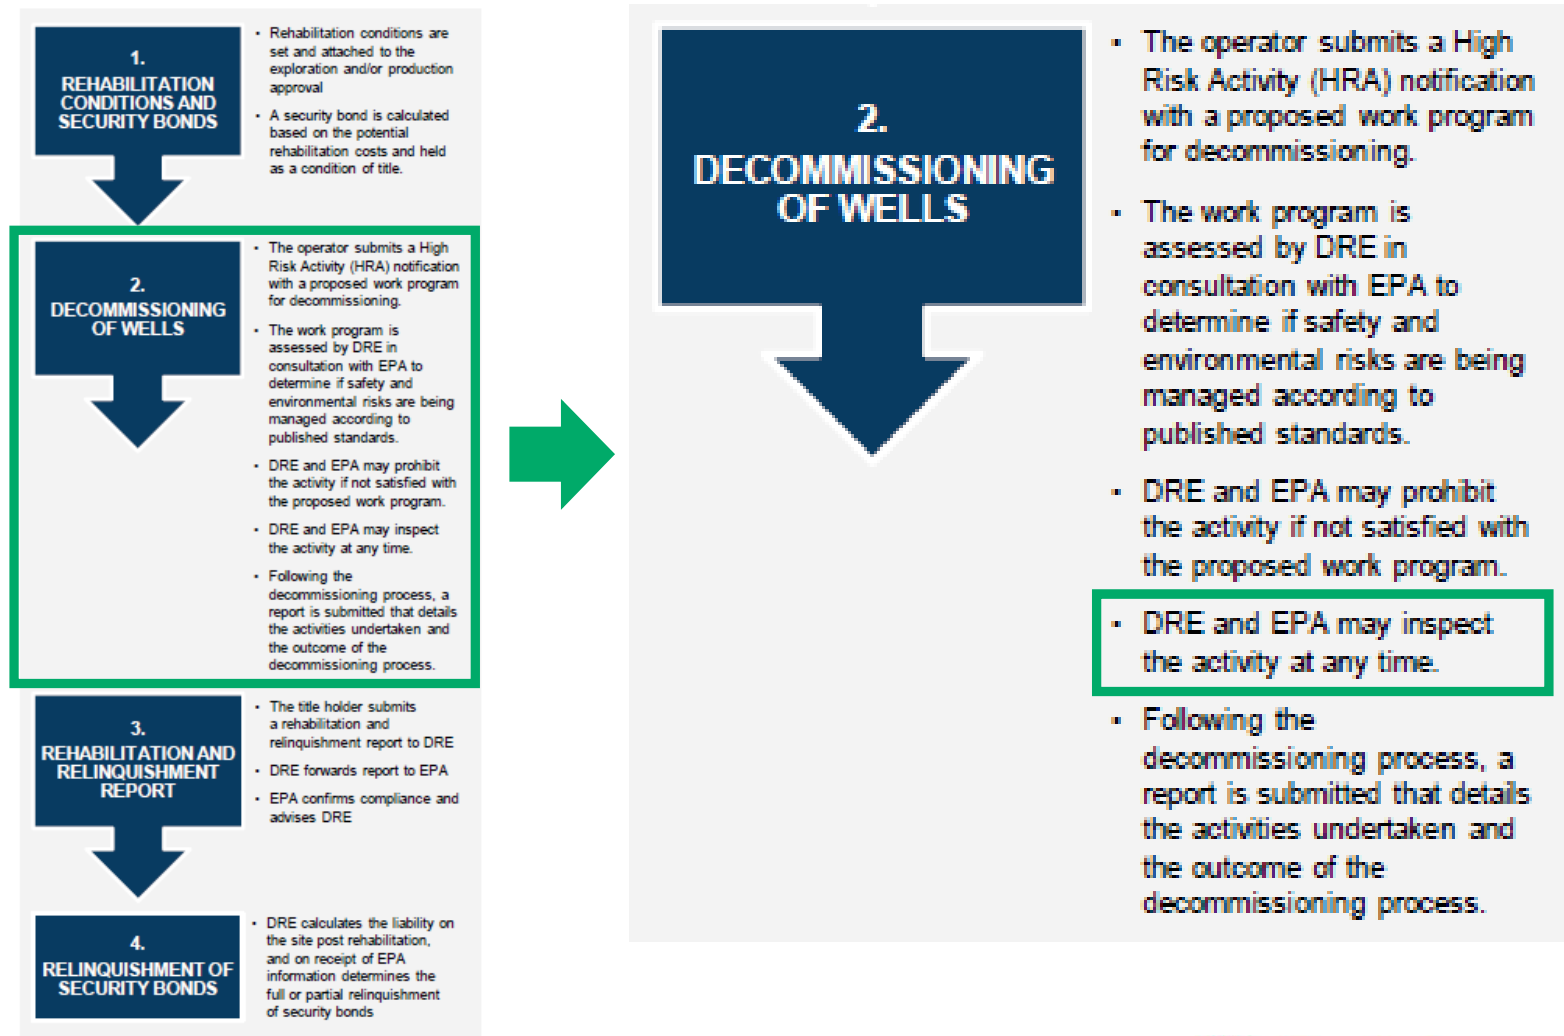 1.
REHABILITATION
CONDITIONS AND
SECURITY BONDS
• Rehabilitation conditions are
set and attached to the
exploration and/or production
approval
• A security bond is calculated
based on the potential
rehabilitation costs and held
as a condition of title.
2.
DECOMMISSIONING
OF WELLS
• The operator submits a High
Risk Activity (HRA) notification
with a proposed work program
for decommissioning.
• The work program is
assessed by DRE in
consultation with EPA to
determine if safety and
environmental risks are being
managed according to
published standards.
• DRE and EPA may prohibit
the activity if not satisfied with
the proposed work program.
• DRE and EPA may inspect
the activity at any time.
• Following the
decommissioning process, a
report is submitted that details
the activities undertaken and
the outcome of the
decommissioning process.
3.
REHABILITATION AND
RELINQUISHMENT
REPORT
• The title holder submits
a rehabilitation and
relinquishment report to DRE
• DRE forwards report to EPA
• EPA confirms compliance and
advises DRE
4.
RELINQUISHMENT OF
SECURITY BONDS
• DRE calculates the liability on
the site post rehabilitation,
and on receipt of EPA
information determines the
full or partial relinquishment
of security bonds
2.
DECOMMISSIONING
OF WELLS
• The operator submits a High
Risk Activity (HRA) notification
with a proposed work program
for decommissioning.
• The work program is
assessed by DRE in
consultation with EPA to
determine if safety and
environmental risks are being
managed according to
published standards.
• DRE and EPA may prohibit
the activity if not satisfied with
the proposed work program.
• DRE and EPA may inspect
the activity at any time.
• Following the
decommissioning process, a
report is submitted that details
the activities undertaken and
the outcome of the
decommissioning process.